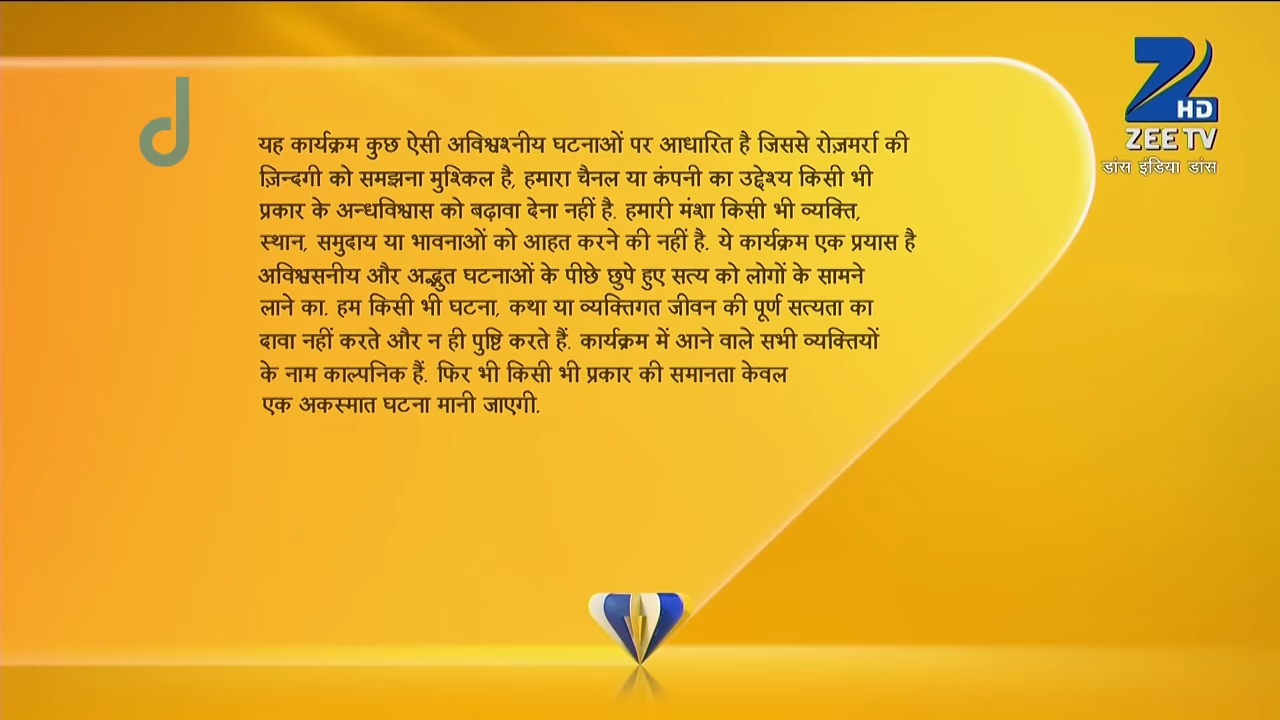 यह कार्यक्रम कुछ ऐसी अविश्वश्नीय घटनाओं पर आधारित है जिससे रोज़मर्रा की
ज़िन्दगी को समझना मुश्किल है, हमारा चैनल या कंपनी का उद्देश्य किसी भी
प्रकार के अन्धविश्वास को बढ़ावा देना नहीं है. हमारी मंशा किसी भी व्यक्ति,
स्थान, समुदाय या भावनाओं को आहत करने की नहीं है. ये कार्यक्रम एक प्रयास है
अविश्वसनीय और अद्भुत घटनाओं के पीछे छुपे हुए सत्य को लोगों के सामने
लाने का. हम किसी भी घटना, कथा या व्यक्तिगत जीवन की पूर्ण सत्यता का
दावा नहीं करते और न ही पुष्टि करते हैं. कार्यक्रम में आने वाले सभी व्यक्तियों
के नाम काल्पनिक हैं. फिर भी किसी भी प्रकार की समानता केवल
एक अकस्मात घटना मानी जाएगी.
d
Z HD
ZEE TV
डांस इंडिया डांस